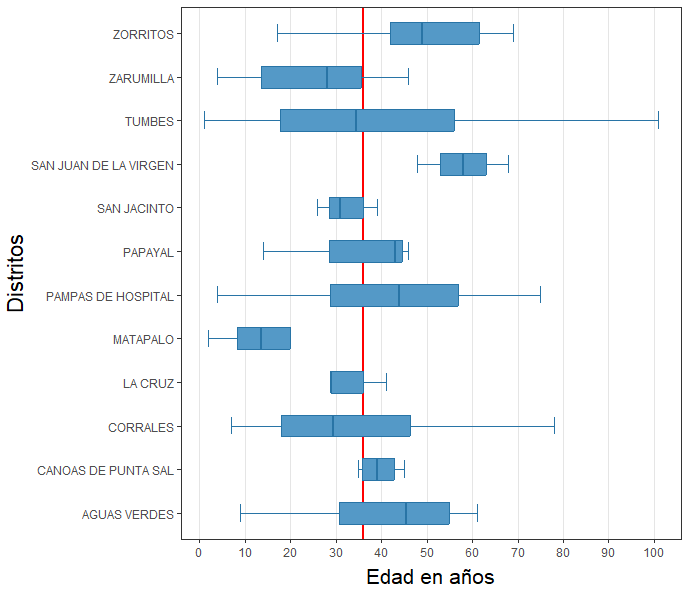 Distritos
ZORRITOS
ZARUMILLA
TUMBES
SAN JUAN DE LA VIRGEN
SAN JACINTO
PAPAYAL
PAMPAS DE HOSPITAL
MATAPALO
LA CRUZ
CORRALES
CANOAS DE PUNTA SAL
AGUAS VERDES
0 10 20 30 40 50 60 70 80 90 100
Edad en años